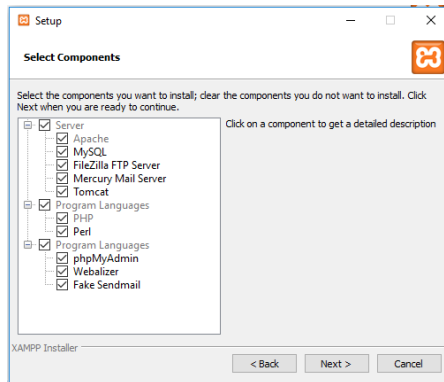 Setup
Select Components
Select the components you want to install; clear the components you do not want to install. Click
Next when you are ready to continue.
Server
Apache
MySQL
FileZilla FTP Server
Mercury Mail Server
Tomcat
Program Languages
PHP
Perl
Program Languages
phpMyAdmin
Webalizer
Fake Sendmail
Click on a component to get a detailed description
XAMPP Installer
< Back
Next >
Cancel